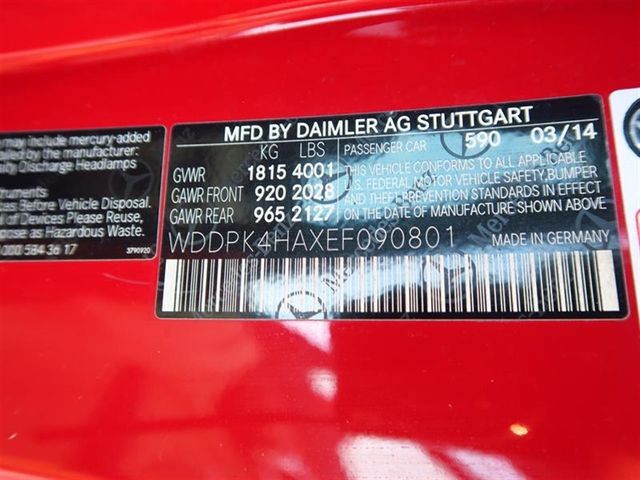 may include mercury-added
by the manufacturer:
Discharge Headlamps
Before Vehicle Disposal.
of Devices Please Reuse,
as Hazardous Waste.
000 584 36 17
3790920
MFD BY DAIMLER AG STUTTGART
KG LBS PASSENGER CAR 590 03/14
GVWR 1815 4001
GAWR FRONT 920 2028
GAWR REAR 965 2127
THIS VEHICLE CONFORMS TO ALL APPLICABLE
U.S. FEDERAL MOTOR VEHICLE SAFETY, BUMPER
AND THEFT PREVENTION STANDARDS IN EFFECT
ON THE DATE OF MANUFACTURE SHOWN ABOVE
WDDPK4HAXEF090801 MADE IN GERMANY